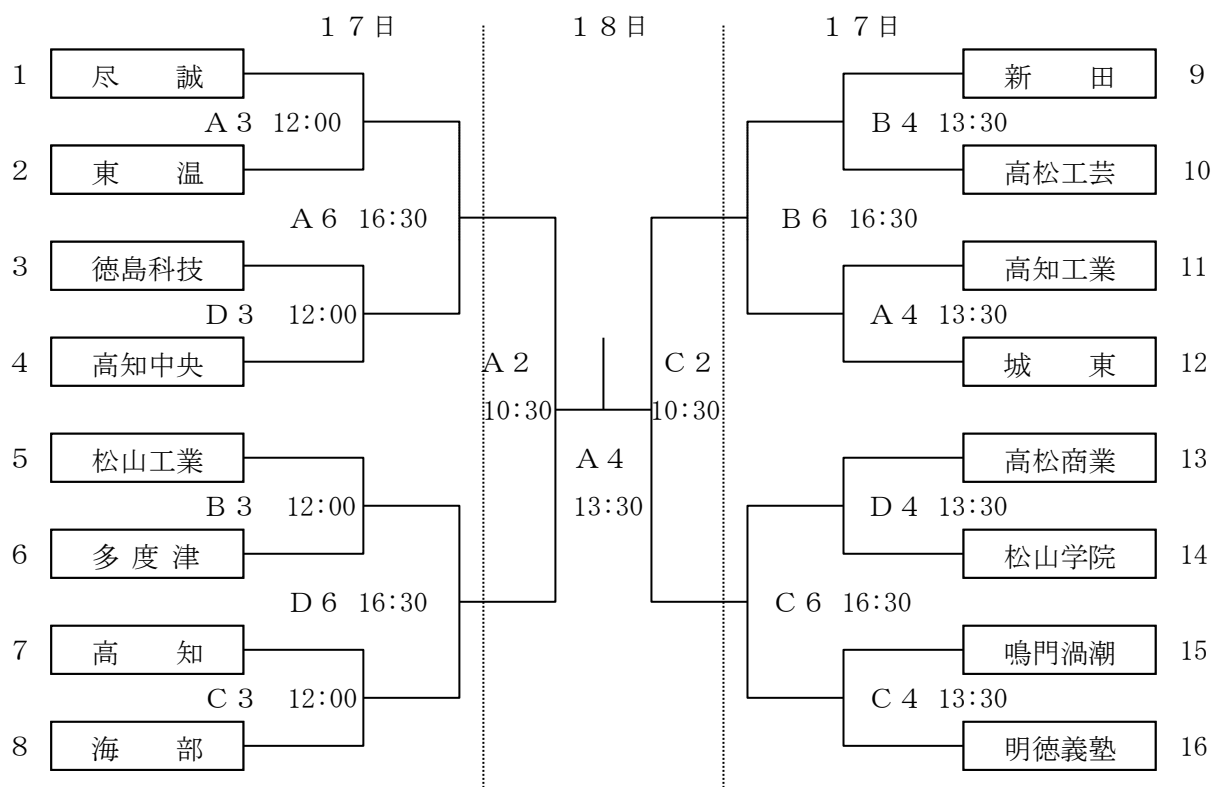 １７日 １８日 １７日
1 尽 誠 新 田 9
Ａ３ 12:00 Ｂ４ 13:30
2 東 温 高松工芸 10
Ａ６ 16:30 Ｂ６ 16:30
3 徳島科技 高知工業 11
Ｄ３ 12:00 Ａ４ 13:30
4 高知中央 Ａ２ Ｃ２ 城 東 12
10:30 10:30
5 松山工業 Ａ４ 高松商業 13
Ｂ３ 12:00 13:30 Ｄ４ 13:30
6 多度津 松山学院 14
Ｄ６ 16:30 Ｃ６ 16:30
7 高 知 鳴門渦潮 15
Ｃ３ 12:00 Ｃ４ 13:30
8 海 部 明徳義塾 16